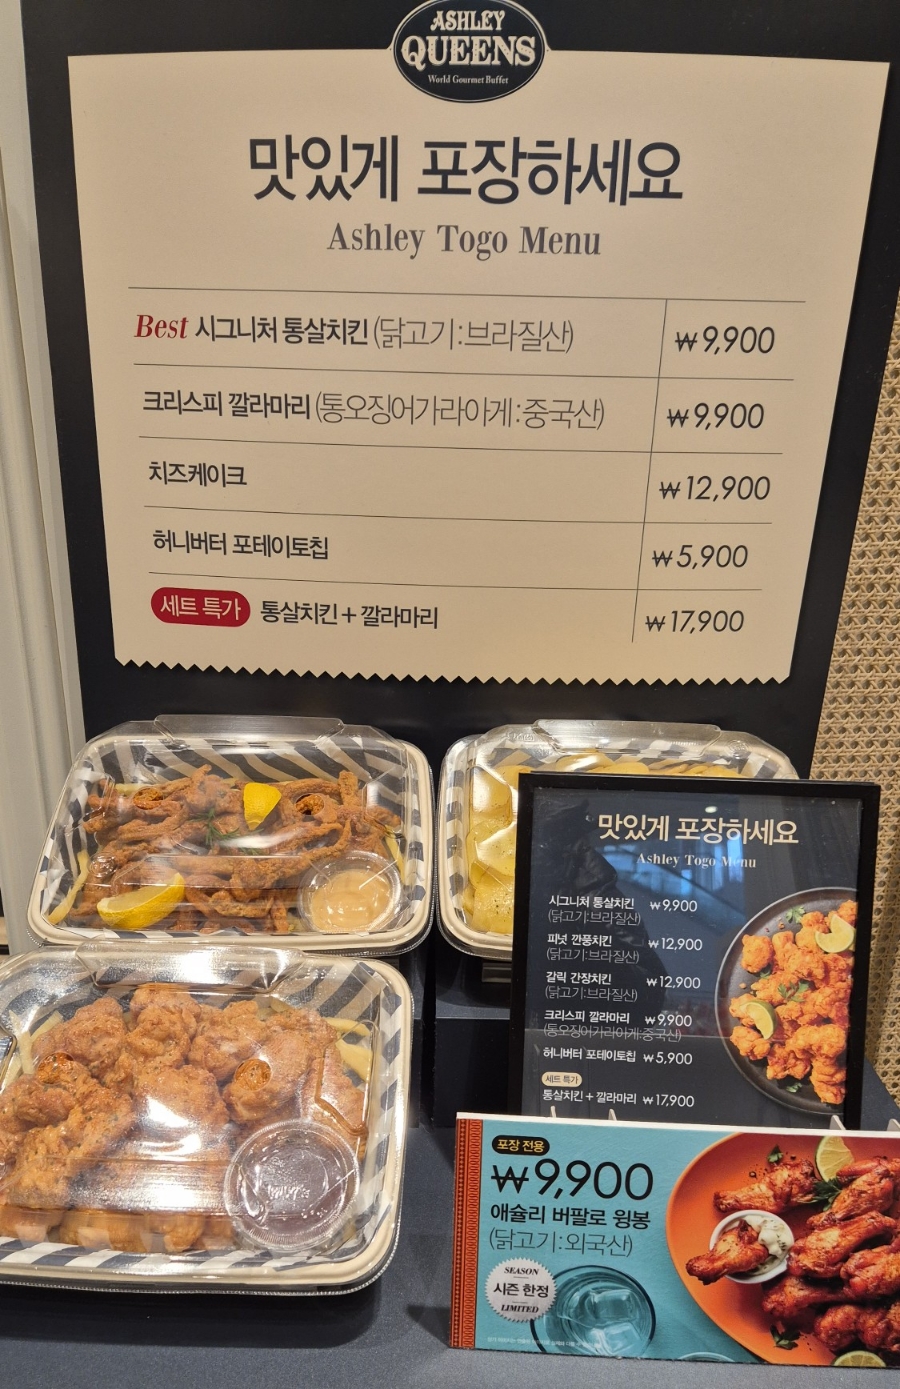 ASHLEY
QUEENS
World Gourmet Buffet
맛있게 포장하세요
Ashley Togo Menu
Best 시그니처 통살치킨 (닭고기:브라질산) ₩9,900
크리스피 깔라마리 (통오징어가라아게:중국산) ₩9,900
치즈케이크 ₩12,900
허니버터 포테이토칩 ₩5,900
세트 특가 통살치킨 + 깔라마리 ₩17,900
맛있게 포장하세요
Ashley Togo Menu
시그니처 통살치킨 ₩9,900
(닭고기:브라질산)
피넛 깐풍치킨 ₩12,900
(닭고기:브라질산)
갈릭 간장치킨 ₩12,900
(닭고기:브라질산)
크리스피 깔라마리 ₩9,900
(통오징어가라아게:중국산)
허니버터 포테이토칩 ₩5,900
세트 특가
통살치킨 + 깔라마리 ₩17,900
포장 전용
₩9,900
애슐리 버팔로 윙봉
(닭고기:외국산)
SEASON
시즌 한정
LIMITED